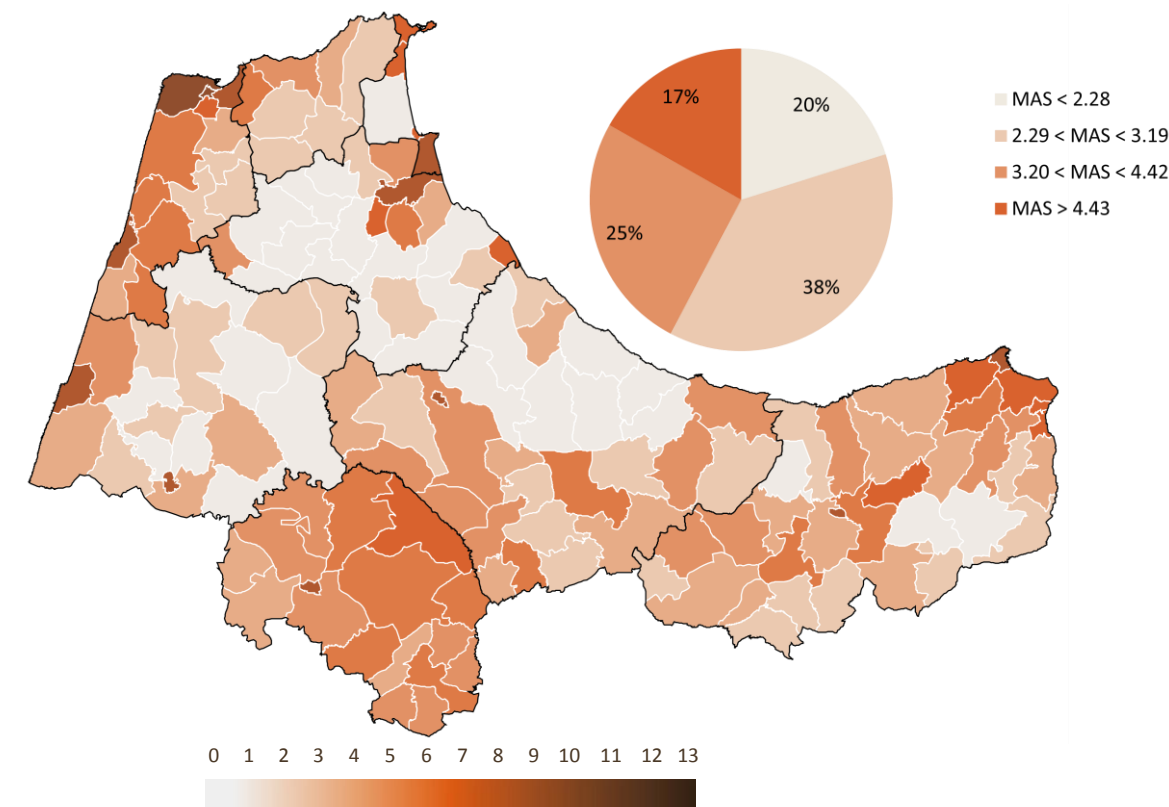 17%
20%
25%
38%
MAS < 2.28
2.29 < MAS < 3.19
3.20 < MAS < 4.42
MAS > 4.43
0 1 2 3 4 5 6 7 8 9 10 11 12 13